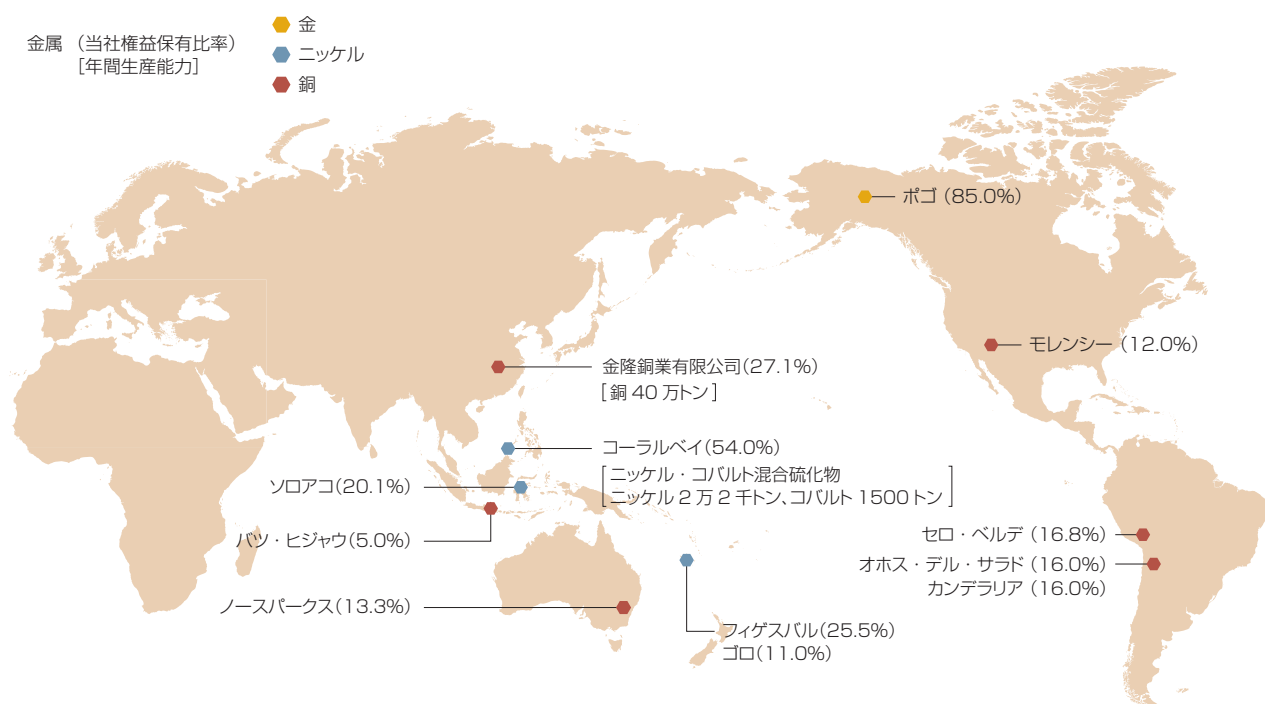 金属 （当社権益保有比率）
［年間生産能力］
金
ニッケル
銅
ポゴ（85.0%）
モレンシー（12.0%）
金隆銅業有限公司（27.1%）
［銅 40 万トン］
コーラルベイ（54.0%）
ニッケル・コバルト混合硫化物
ニッケル 2 万 2 千トン、コバルト 1500 トン
ソロアコ（20.1%）
バツ・ヒジャウ（5.0%）
ノースパークス（13.3%）
フィゲスバル（25.5%）
ゴロ（11.0%）
セロ・ベルデ（16.8%）
オホス・デル・サラド（16.0%）
カンデラリア（16.0%）